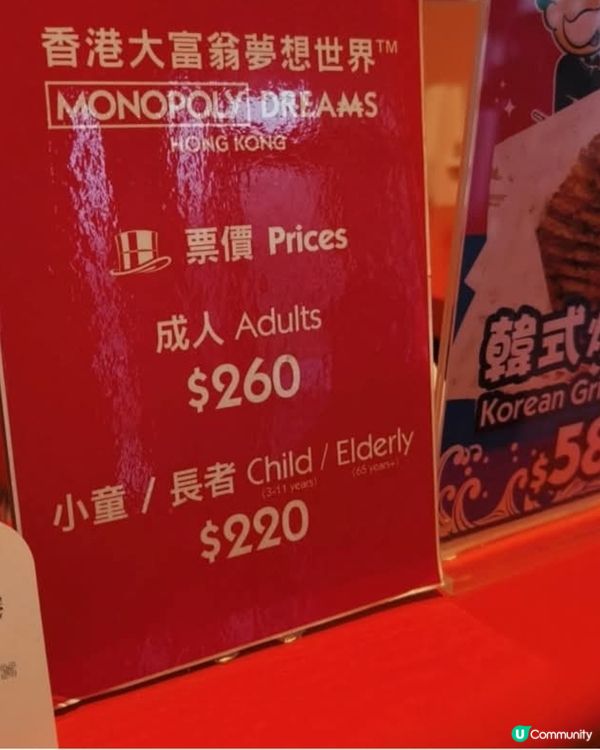 香港大富翁夢想世界™
MONOPOLY DREAMS
HONG KONG
票價 Prices
成人 Adults
$260
小童 / 長者 Child / Elderly
(3-11 years) (65 years+)
$220
韓式
Korean
$58
U Community